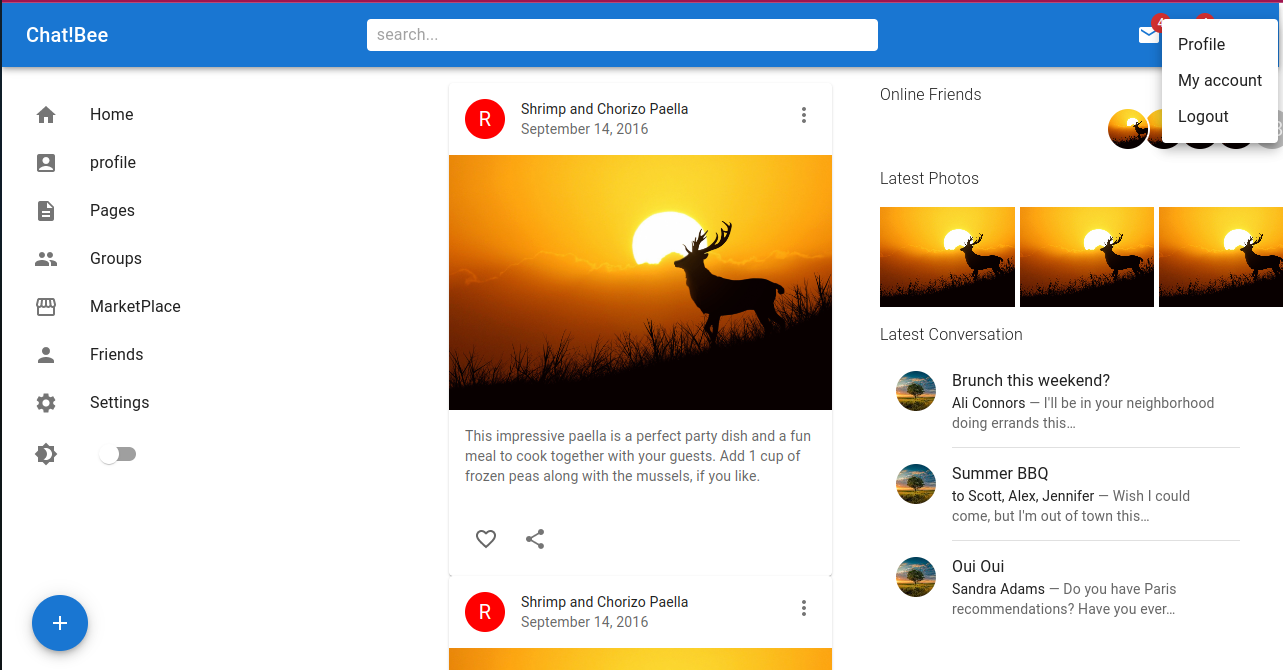 Chat!Bee
search...
4
Profile
My account
Logout
Home
profile
Pages
Groups
MarketPlace
Friends
Settings
+
R
Shrimp and Chorizo Paella
September 14, 2016
This impressive paella is a perfect party dish and a fun
meal to cook together with your guests. Add 1 cup of
frozen peas along with the mussels, if you like.
R
Shrimp and Chorizo Paella
September 14, 2016
Online Friends
Latest Photos
Latest Conversation
Brunch this weekend?
Ali Connors — I'll be in your neighborhood
doing errands this…
Summer BBQ
to Scott, Alex, Jennifer — Wish I could
come, but I'm out of town this…
Oui Oui
Sandra Adams — Do you have Paris
recommendations? Have you ever…